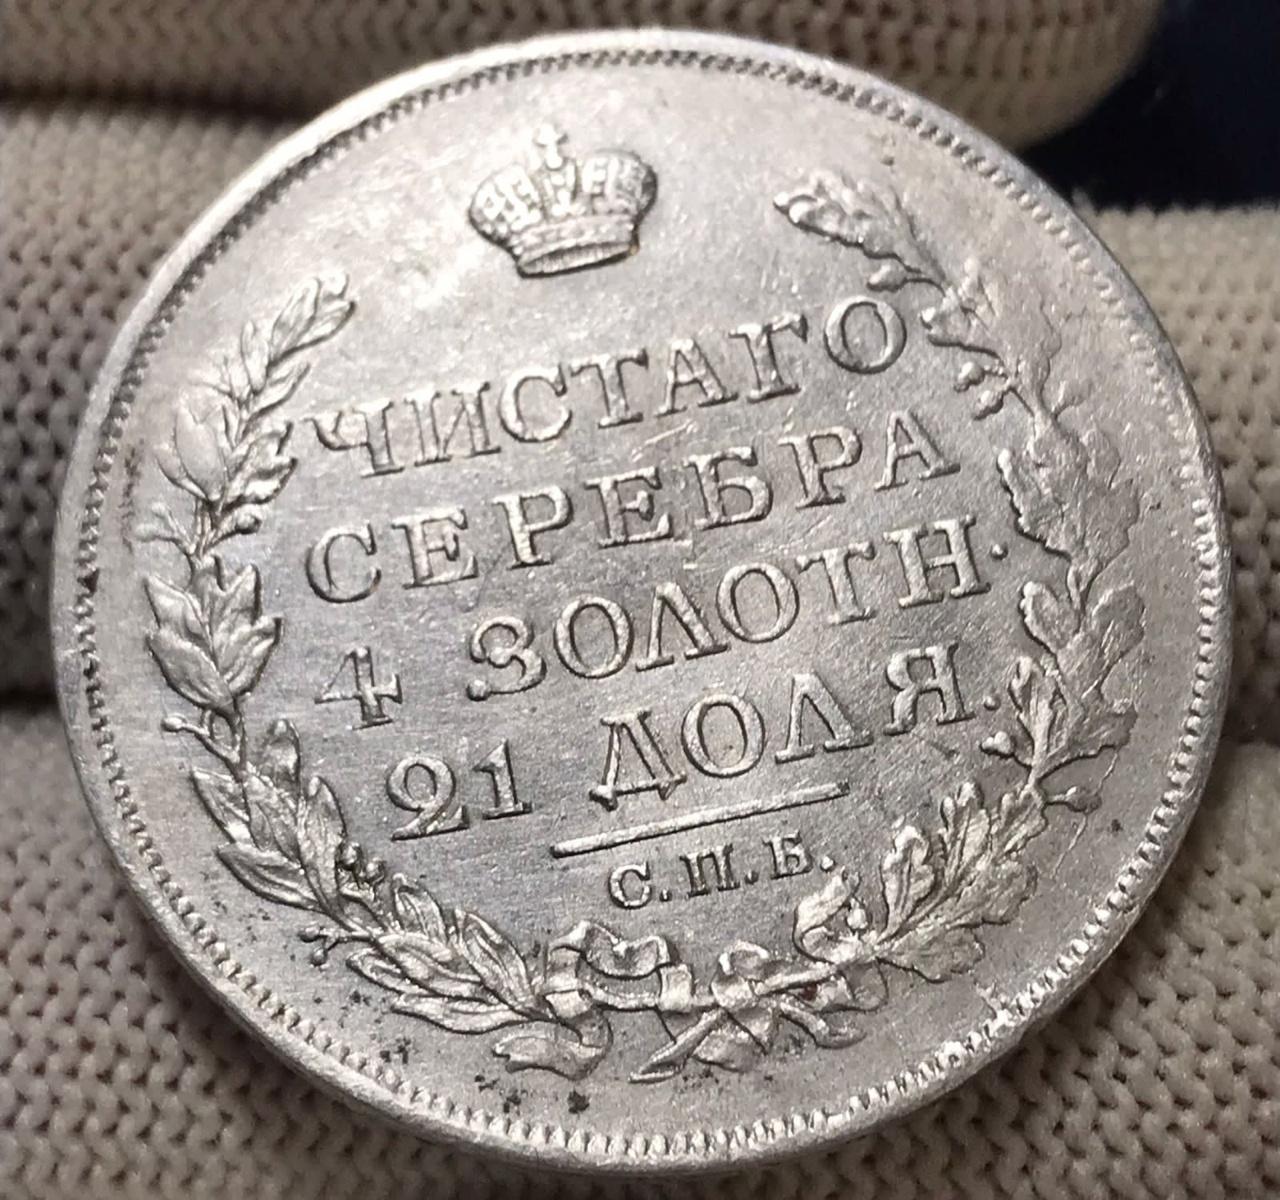 ЧИСТАГО
СЕРЕБРА
4 ЗОЛОТН.
21 ДОЛЯ.
С.П.Б.